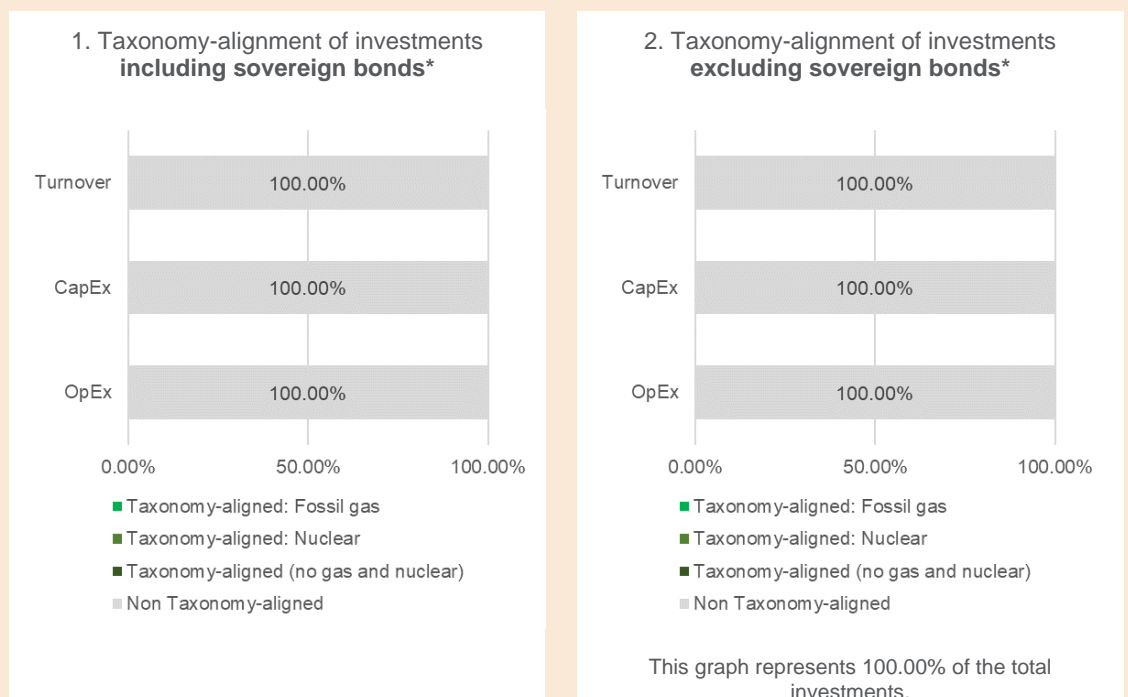 1. Taxonomy-alignment of investments
including sovereign bonds*
Turnover
100.00%
CapEx
100.00%
OpEx
100.00%
0.00% 50.00% 100.00%
Taxonomy-aligned: Fossil gas
Taxonomy-aligned: Nuclear
Taxonomy-aligned (no gas and nuclear)
Non Taxonomy-aligned
2. Taxonomy-alignment of investments
excluding sovereign bonds*
Turnover
100.00%
CapEx
100.00%
OpEx
100.00%
0.00% 50.00% 100.00%
Taxonomy-aligned: Fossil gas
Taxonomy-aligned: Nuclear
Taxonomy-aligned (no gas and nuclear)
Non Taxonomy-aligned
This graph represents 100.00% of the total
investments.